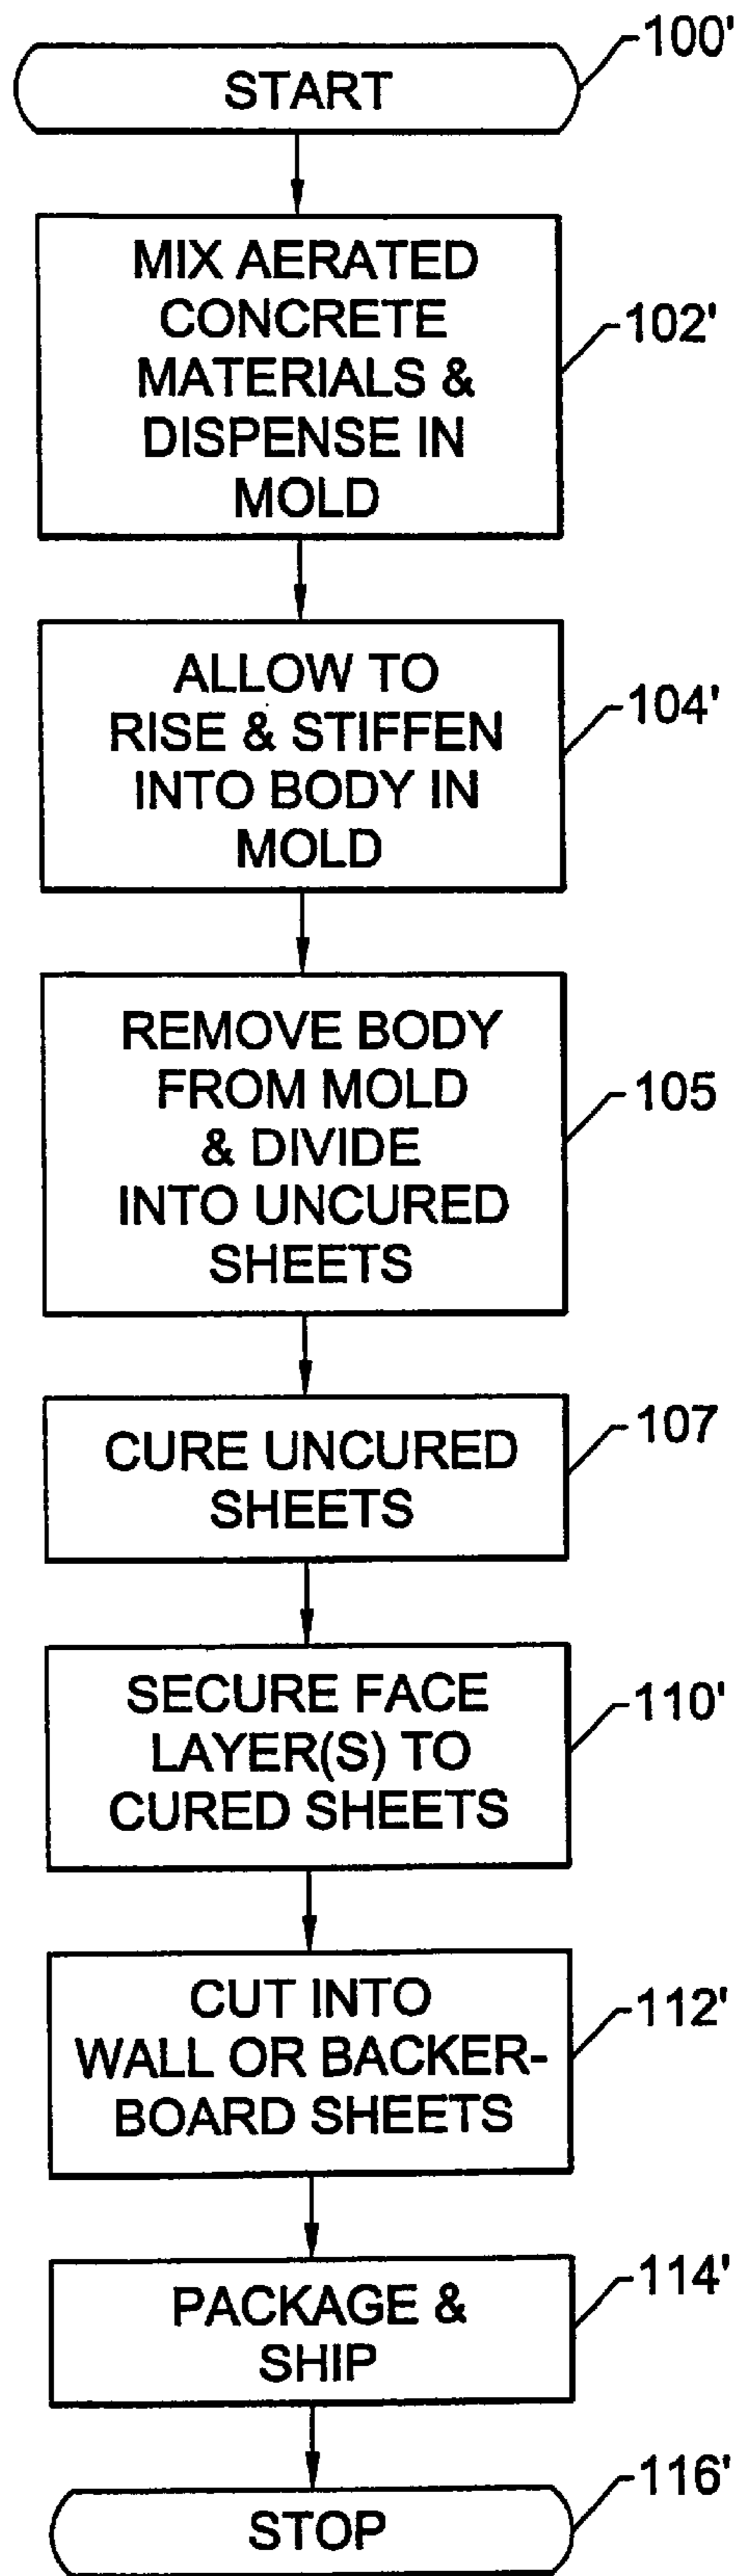 START
100'
MIX AERATED
CONCRETE
MATERIALS &
DISPENSE IN
MOLD
102'
ALLOW TO
RISE & STIFFEN
INTO BODY IN
MOLD
104'
REMOVE BODY
FROM MOLD
& DIVIDE
INTO UNCURED
SHEETS
105
CURE UNCURED
SHEETS
107
SECURE FACE
LAYER(S) TO
CURED SHEETS
110'
CUT INTO
WALL OR BACKER-
BOARD SHEETS
112'
PACKAGE &
SHIP
114'
STOP
116'